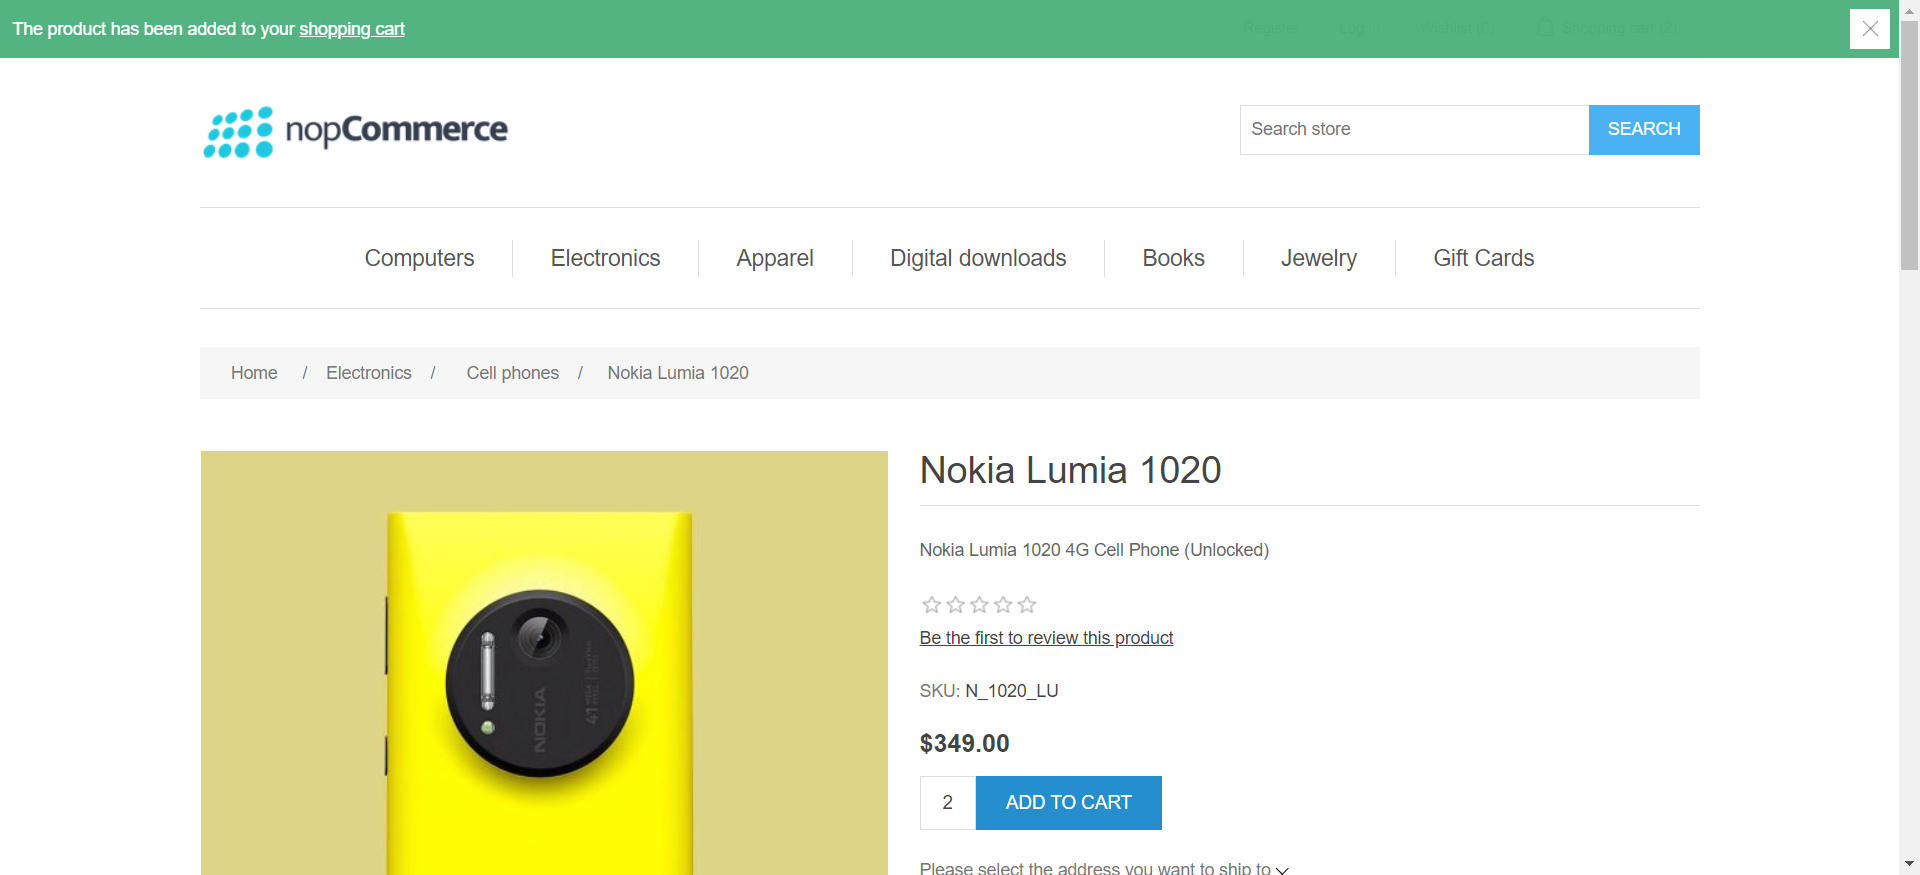 The product has been added to your shopping cart
Register Log in Wishlist (0) Shopping cart (2)
nopCommerce
Search store
SEARCH
Computers
Electronics
Apparel
Digital downloads
Books
Jewelry
Gift Cards
Home / Electronics / Cell phones / Nokia Lumia 1020
Nokia Lumia 1020
Nokia Lumia 1020 4G Cell Phone (Unlocked)
Be the first to review this product
SKU: N_1020_LU
$349.00
2
ADD TO CART
Please select the address you want to ship to
NOKIA
41